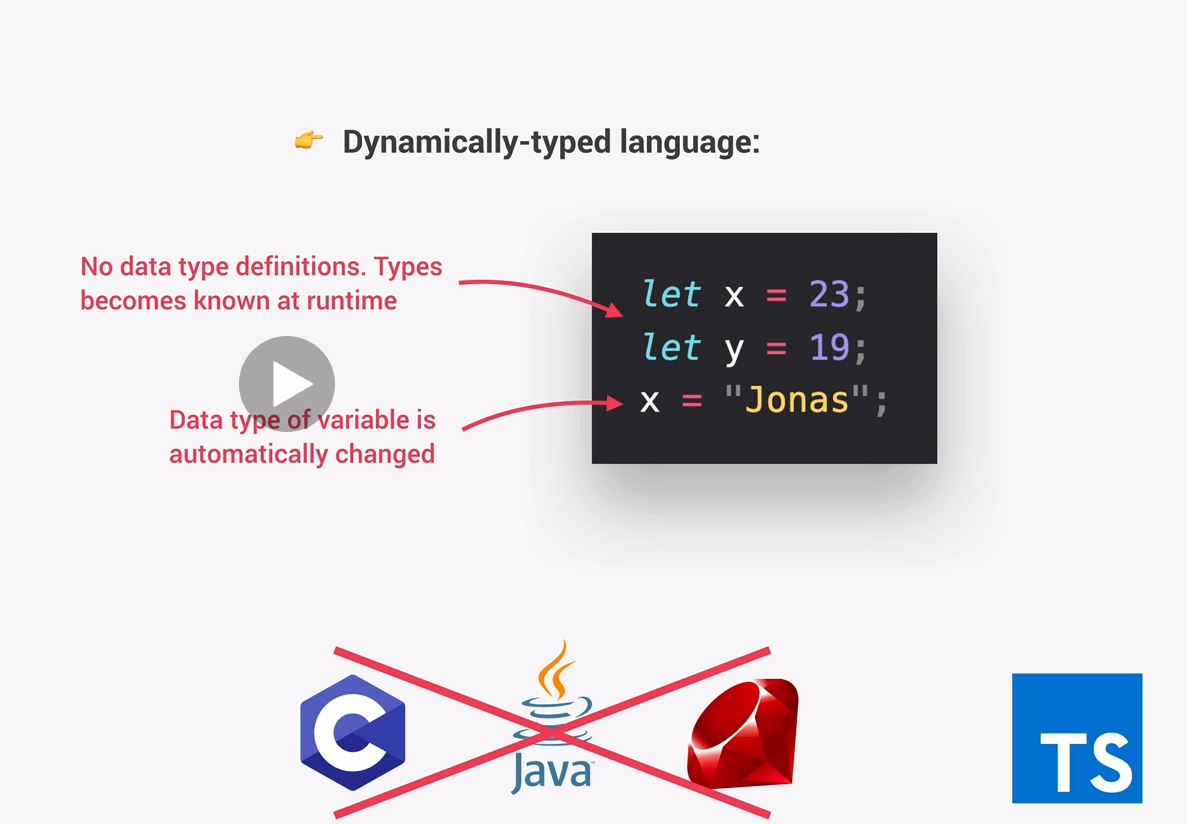 👉 Dynamically-typed language:
No data type definitions. Types
becomes known at runtime
let x = 23;
let y = 19;
x = "Jonas";
Data type of variable is
automatically changed
C
Java™
TS